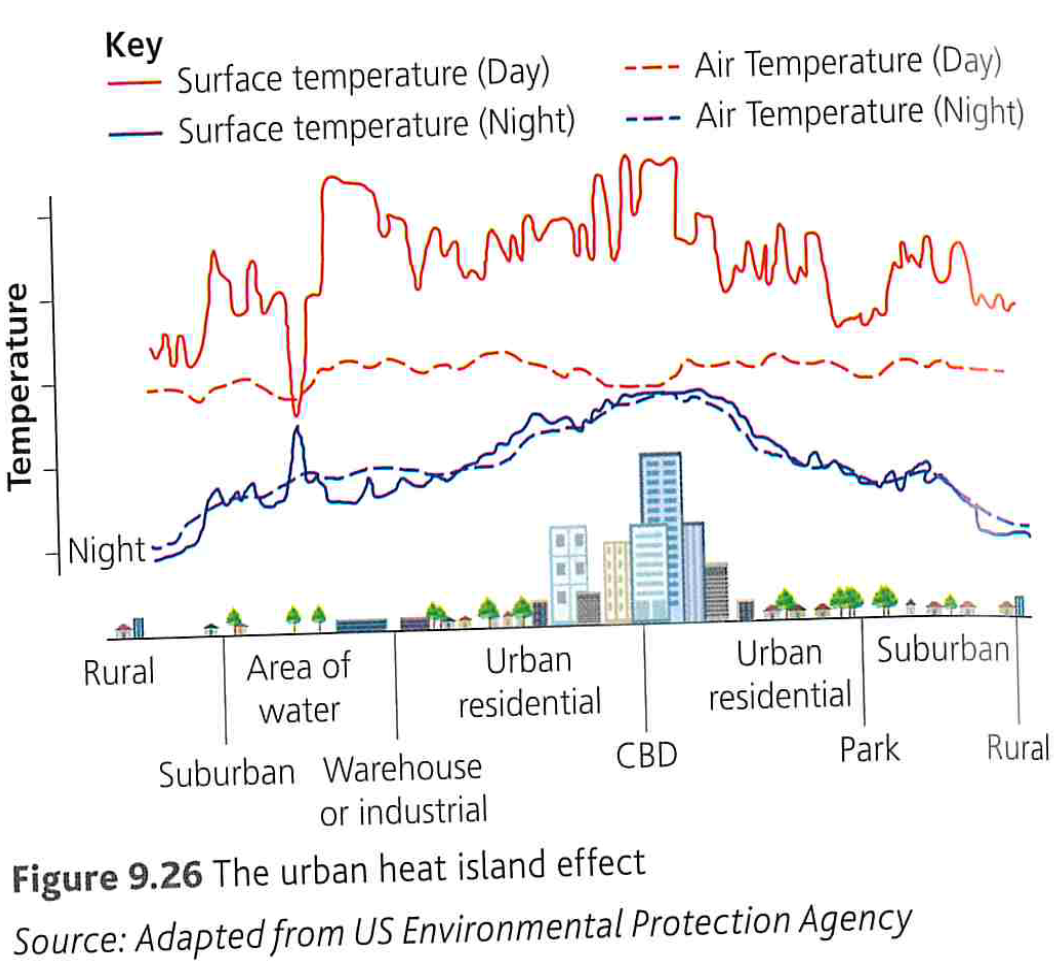 Key
Surface temperature (Day)
Air Temperature (Day)
Surface temperature (Night)
Air Temperature (Night)
Temperature
Night
Rural
Area of
water
Urban
residential
Urban
residential
Suburban
Suburban
Warehouse
or industrial
CBD
Park
Rural
Figure 9.26 The urban heat island effect
Source: Adapted from US Environmental Protection Agency